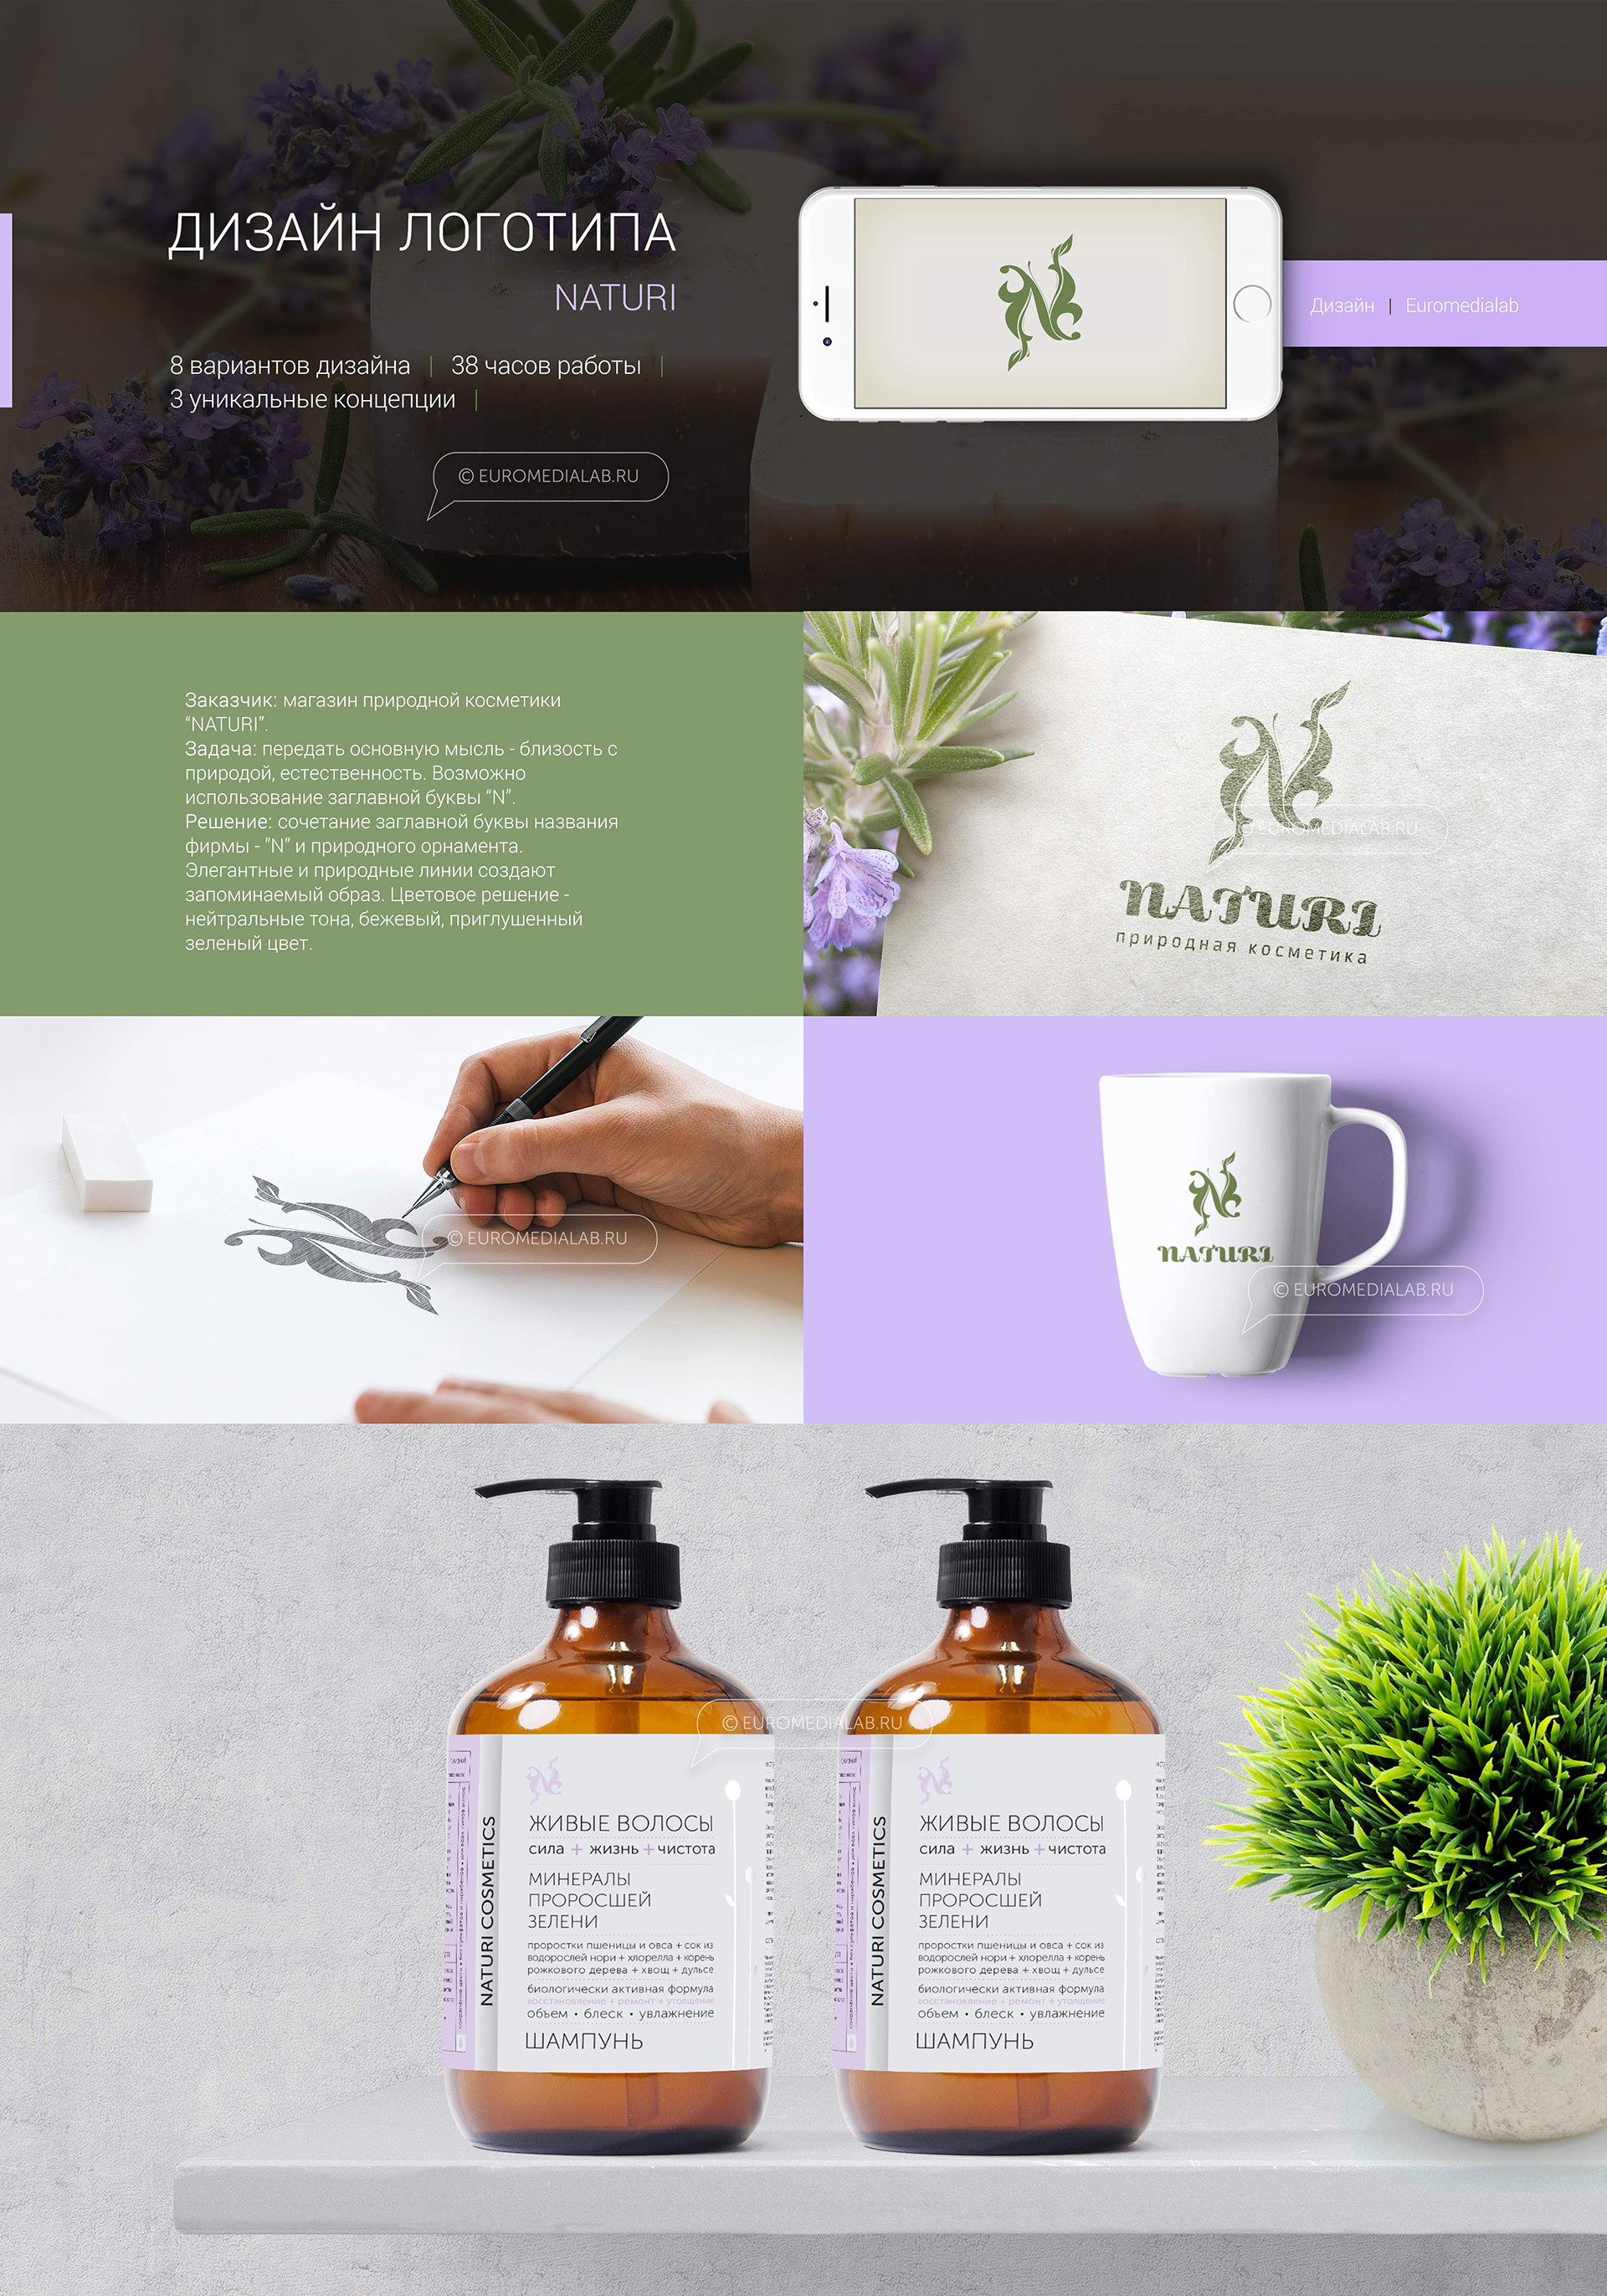 ДИЗАЙН ЛОГОТИПА
NATURI
8 вариантов дизайна | 38 часов работы |
3 уникальные концепции |
© EUROMEDIALAB.RU
Дизайн | Euromedialab
Заказчик: магазин природной косметики
“NATURI”.
Задача: передать основную мысль - близость с
природой, естественность. Возможно
использование заглавной буквы “N”.
Решение: сочетание заглавной буквы названия
фирмы - ”N” и природного орнамента.
Элегантные и природные линии создают
запоминаемый образ. Цветовое решение -
нейтральные тона, бежевый, приглушенный
зеленый цвет.
© EUROMEDIALAB.RU
NATURI
природная косметика
© EUROMEDIALAB.RU
NATURI
© EUROMEDIALAB.RU
© EUROMEDIALAB.RU
NATURI COSMETICS
ЖИВЫЕ ВОЛОСЫ
сила + жизнь + чистота
МИНЕРАЛЫ
ПРОРОСШЕЙ
ЗЕЛЕНИ
проростки пшеницы и овса + сок из
водорослей нори + хлорелла + корень
рожкового дерева + хвощ + дульсе
биологически активная формула
восстановление + ремонт + утолщение
объем • блеск • увлажнение
ШАМПУНЬ
NATURI COSMETICS
ЖИВЫЕ ВОЛОСЫ
сила + жизнь + чистота
МИНЕРАЛЫ
ПРОРОСШЕЙ
ЗЕЛЕНИ
проростки пшеницы и овса + сок из
водорослей нори + хлорелла + корень
рожкового дерева + хвощ + дульсе
биологически активная формула
восстановление + ремонт + утолщение
объем • блеск • увлажнение
ШАМПУНЬ